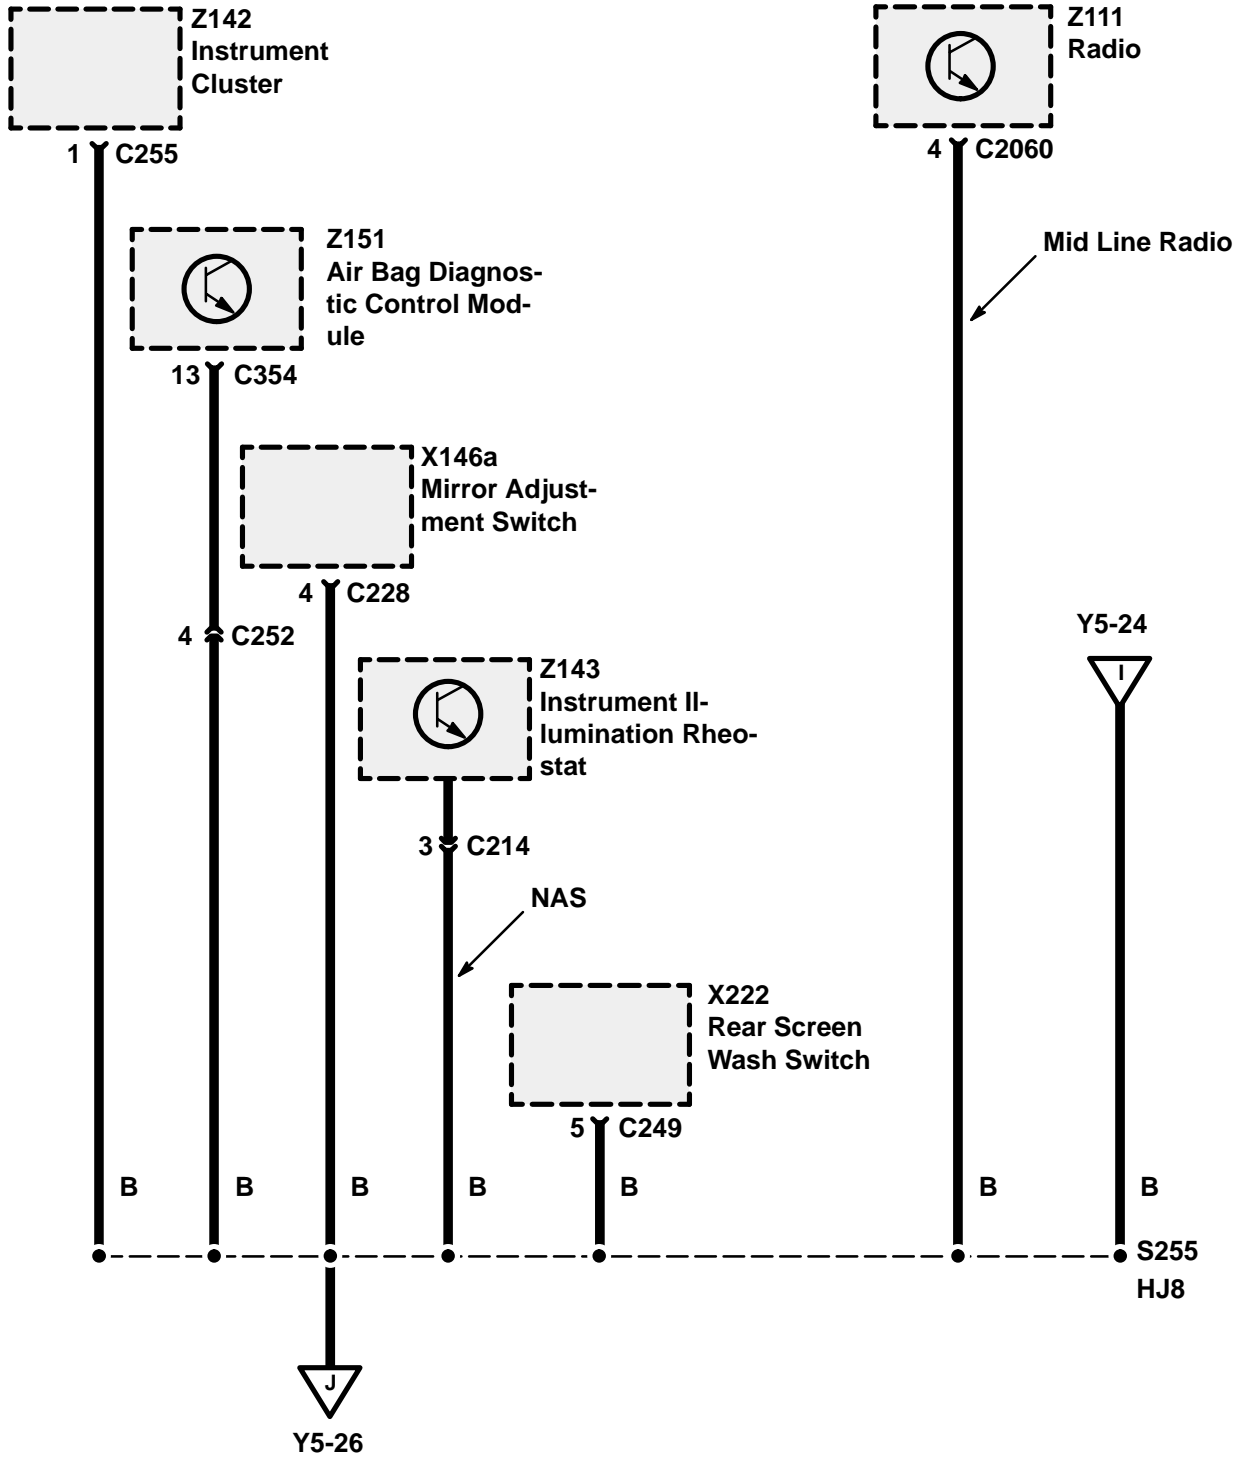 Z142
Instrument
Cluster
1 C255
Z111
Radio
4 C2060
Mid Line Radio
Z151
Air Bag Diagnos-
tic Control Mod-
ule
13 C354
X146a
Mirror Adjust-
ment Switch
4 C228
4 C252
Y5-24
I
Z143
Instrument Il-
lumination Rheo-
stat
3 C214
NAS
X222
Rear Screen
Wash Switch
5 C249
B B B B B B B
S255
HJ8
J
Y5-26